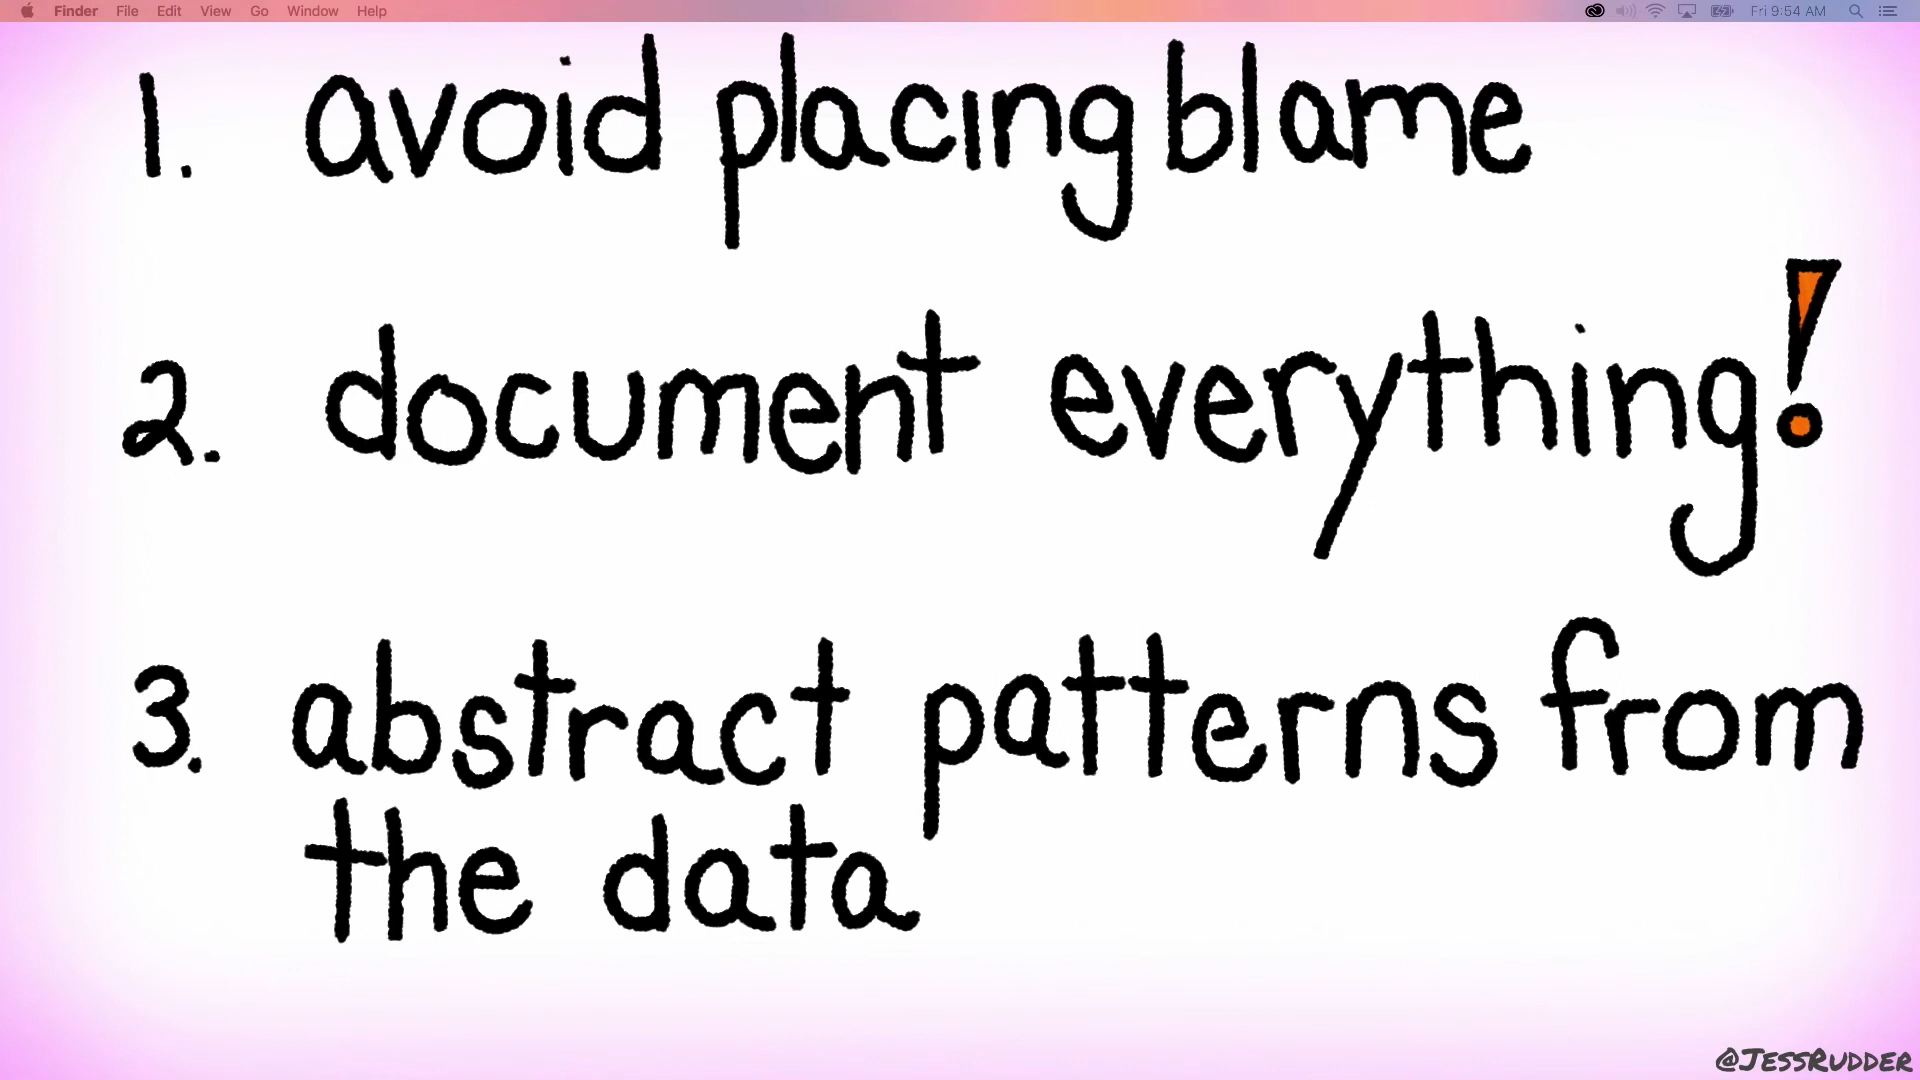 Finder File Edit View Go Window Help Fri 9:54 AM
1. avoid placing blame
2. document everything!
3. abstract patterns from
the data
@JessRudder